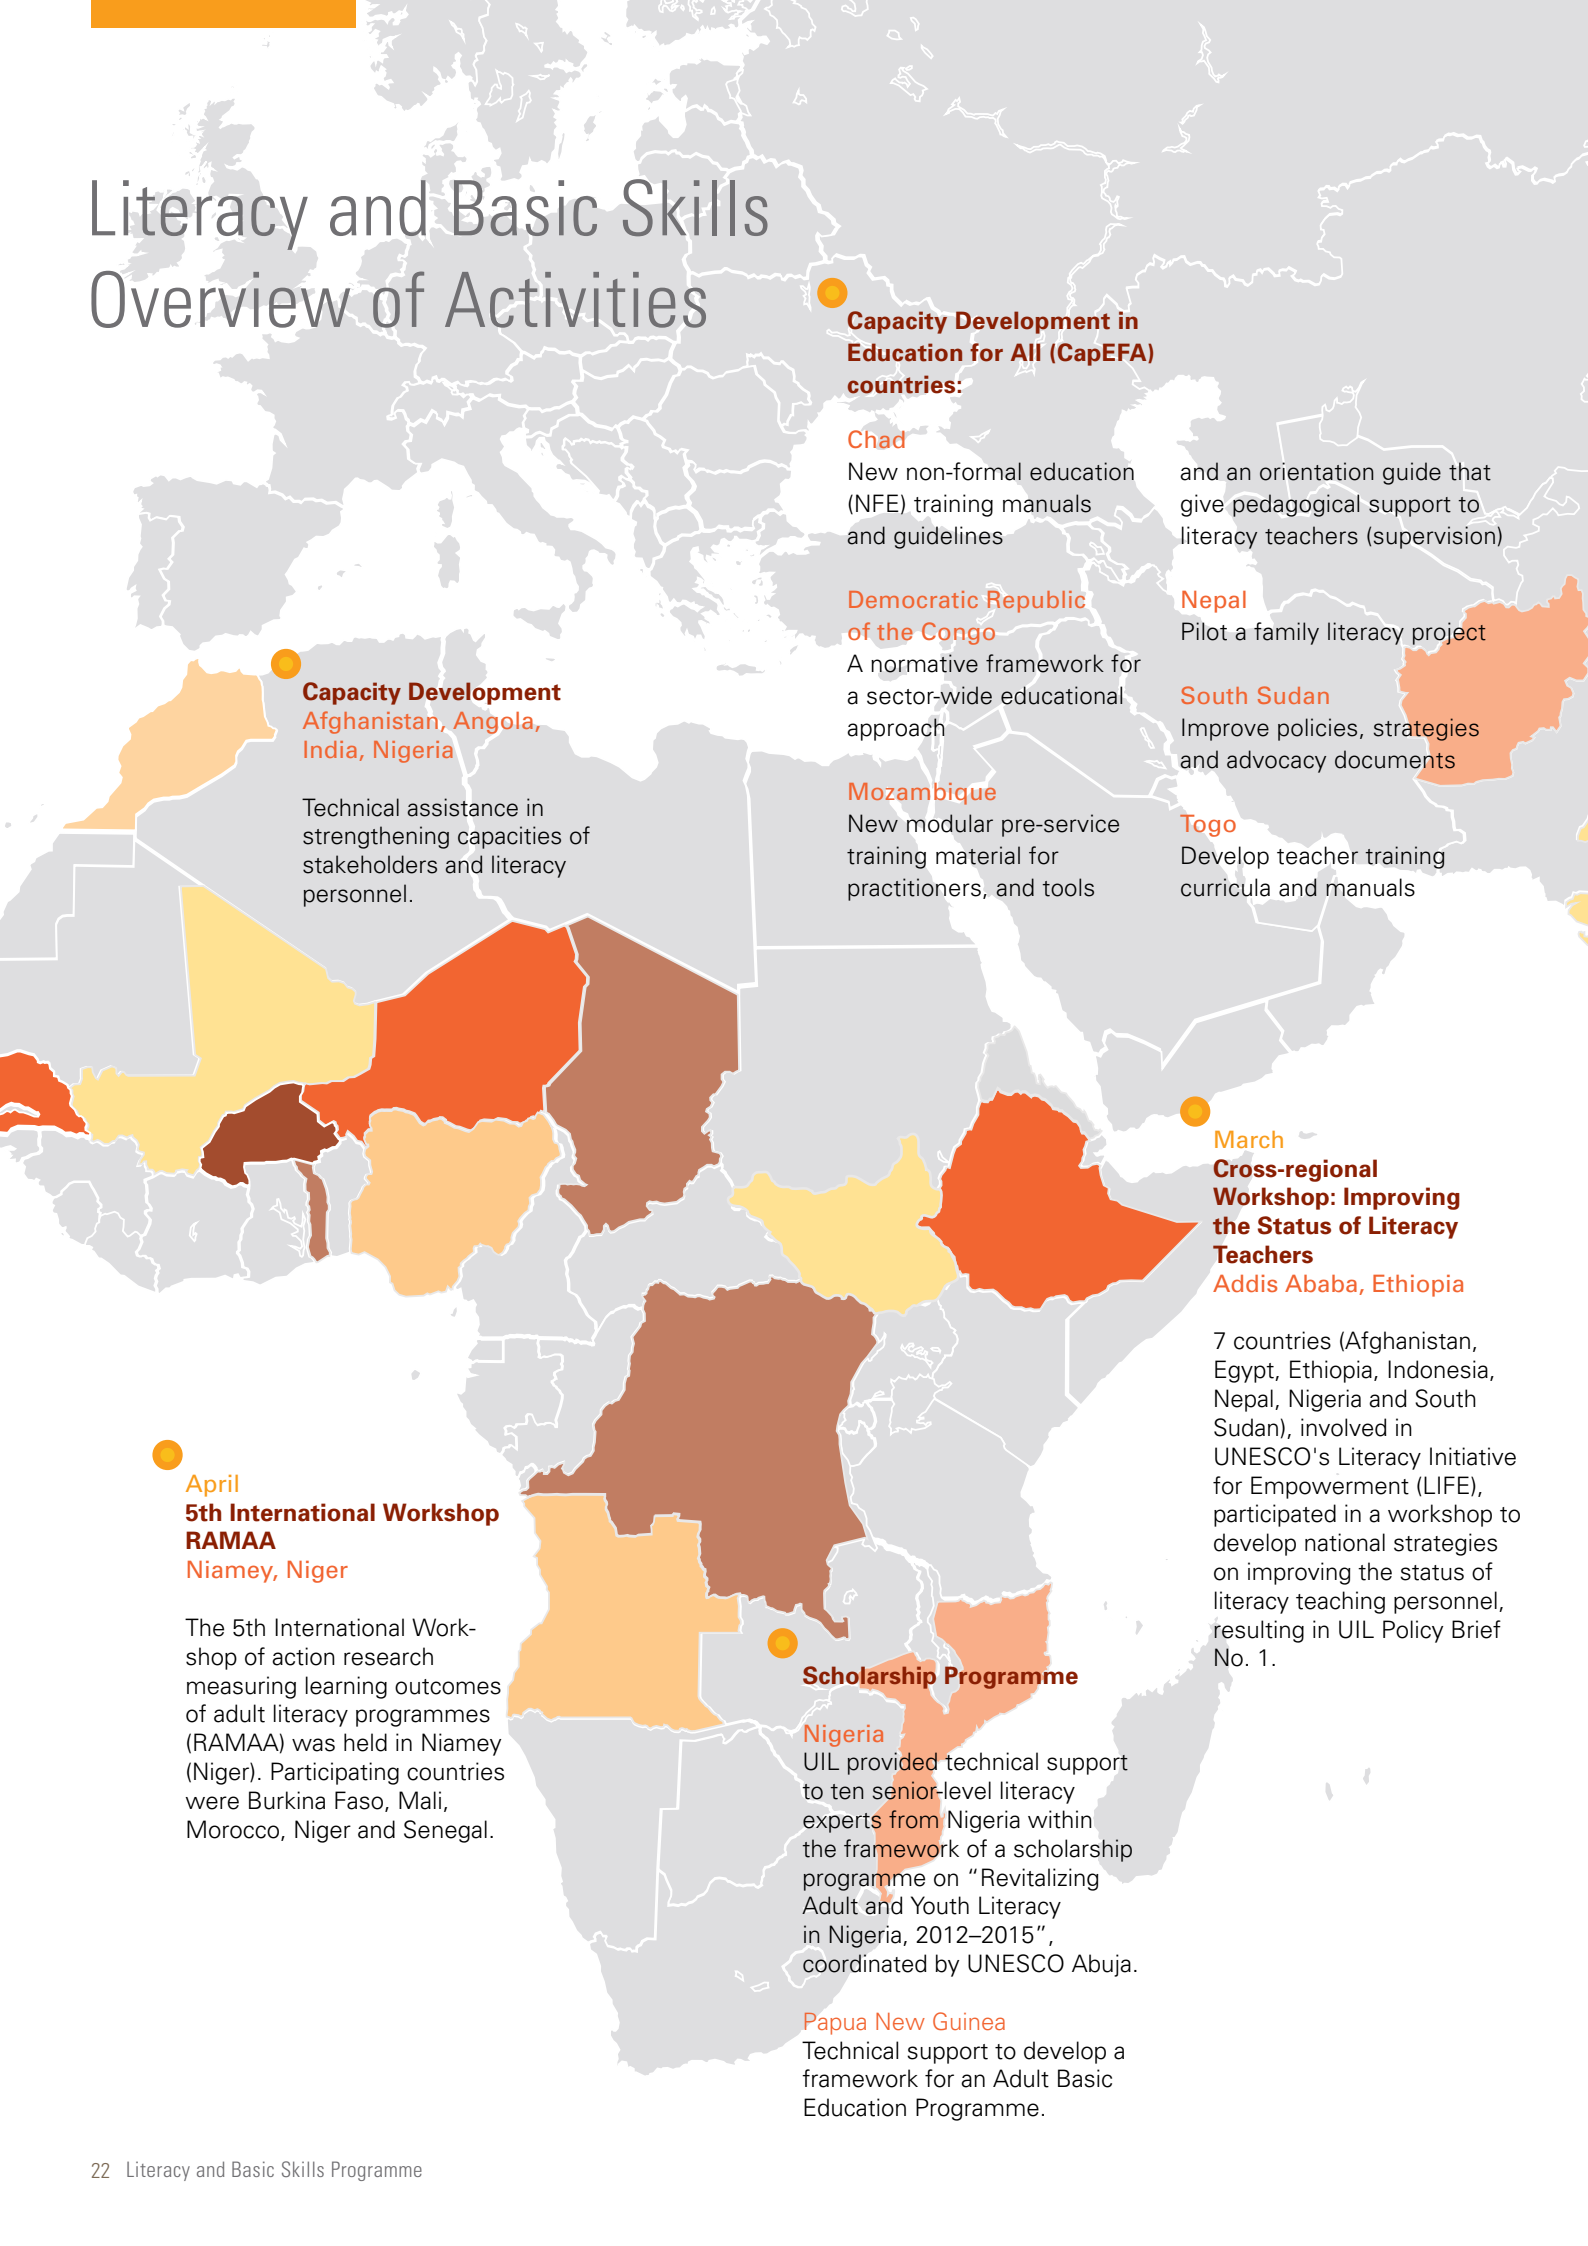 Literacy and Basic Skills
Overview of Activities
Capacity Development in
Education for All (CapEFA)
countries:
Chad
New non-formal education
(NFE) training manuals
and guidelines
Democratic Republic
of the Congo
A normative framework for
a sector-wide educational
approach
Mozambique
New modular pre-service
training material for
practitioners, and tools
and an orientation guide that
give pedagogical support to
literacy teachers (supervision)
Nepal
Pilot a family literacy project
South Sudan
Improve policies, strategies
and advocacy documents
Togo
Develop teacher training
curricula and manuals
Capacity Development
Afghanistan, Angola,
India, Nigeria
Technical assistance in
strengthening capacities of
stakeholders and literacy
personnel.
March
Cross-regional
Workshop: Improving
the Status of Literacy
Teachers
Addis Ababa, Ethiopia
7 countries (Afghanistan,
Egypt, Ethiopia, Indonesia,
Nepal, Nigeria and South
Sudan), involved in
UNESCO's Literacy Initiative
for Empowerment (LIFE),
participated in a workshop to
develop national strategies
on improving the status of
literacy teaching personnel,
resulting in UIL Policy Brief
No. 1.
April
5th International Workshop
RAMAA
Niamey, Niger
The 5th International Work-
shop of action research
measuring learning outcomes
of adult literacy programmes
(RAMAA) was held in Niamey
(Niger). Participating countries
were Burkina Faso, Mali,
Morocco, Niger and Senegal.
Scholarship Programme
Nigeria
UIL provided technical support
to ten senior-level literacy
experts from Nigeria within
the framework of a scholarship
programme on “Revitalizing
Adult and Youth Literacy
in Nigeria, 2012–2015”,
coordinated by UNESCO Abuja.
Papua New Guinea
Technical support to develop a
framework for an Adult Basic
Education Programme.
22 Literacy and Basic Skills Programme